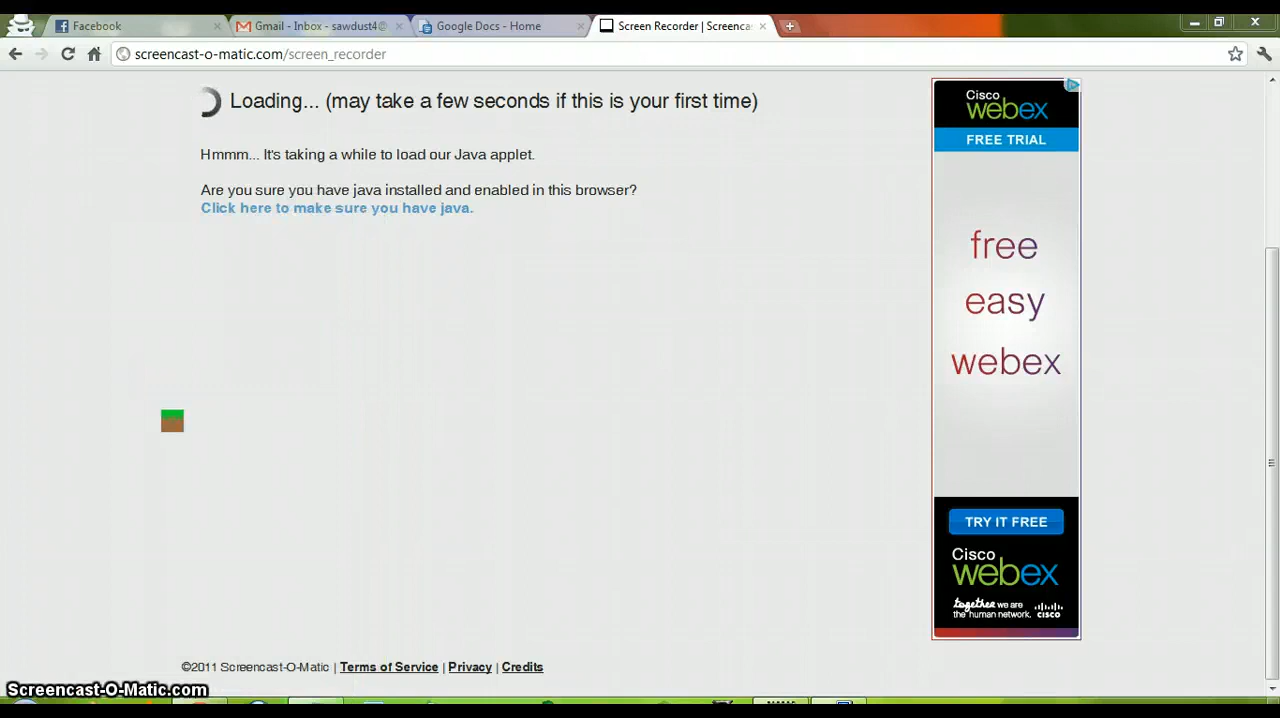 Facebook
Gmail - Inbox - sawdust4@
Google Docs - Home
Screen Recorder | Screenca
screencast-o-matic.com/screen_recorder
Loading... (may take a few seconds if this is your first time)
Hmmm... It's taking a while to load our Java applet.
Are you sure you have java installed and enabled in this browser?
Click here to make sure you have java.
Cisco
webex
FREE TRIAL
free
easy
webex
TRY IT FREE
Cisco
webex
together we are
the human network.
CISCO
©2011 Screencast-O-Matic | Terms of Service | Privacy | Credits
Screencast-O-Matic.com